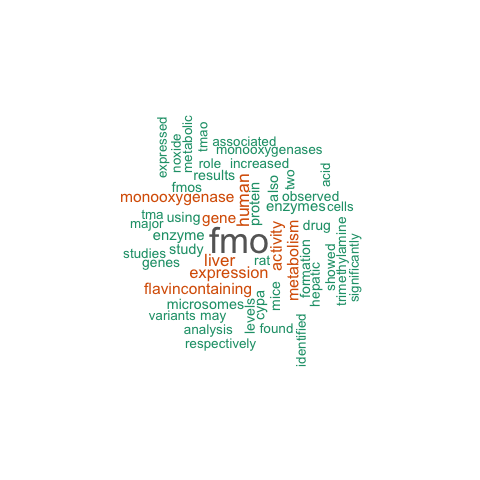 expressed
noxide
metabolic
tmao
associated
monooxygenases
role
increased
results
fmos
human
protein
also
two
acid
monooxygenase
observed
enzymes
cells
tma
using
gene
major
drug
enzyme
fmo
activity
metabolism
studies
study
liver
rat
formation
showed
trimethylamine
significantly
genes
expression
hepatic
flavincontaining
mice
microsomes
levels
cypa
variants
may
analysis
found
identified
respectively